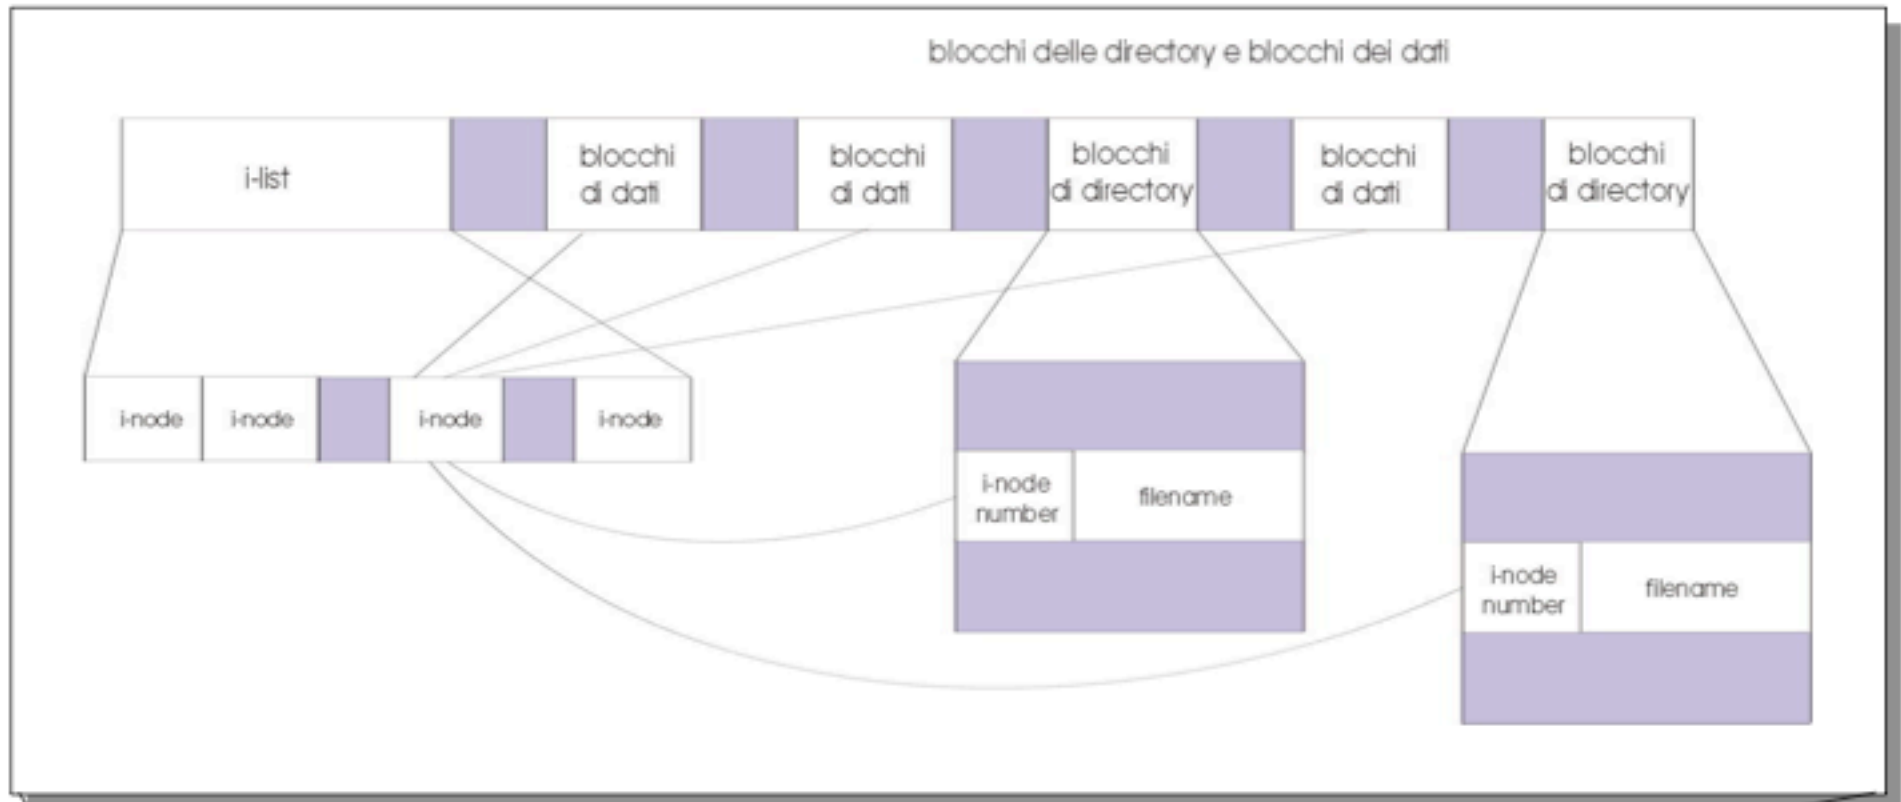 blocchi delle directory e blocchi dei dati
i-list
blocchi
di dati
blocchi
di dati
blocchi
di directory
blocchi
di dati
blocchi
di directory
i-node
i-node
i-node
i-node
i-node
number
filename
i-node
number
filename